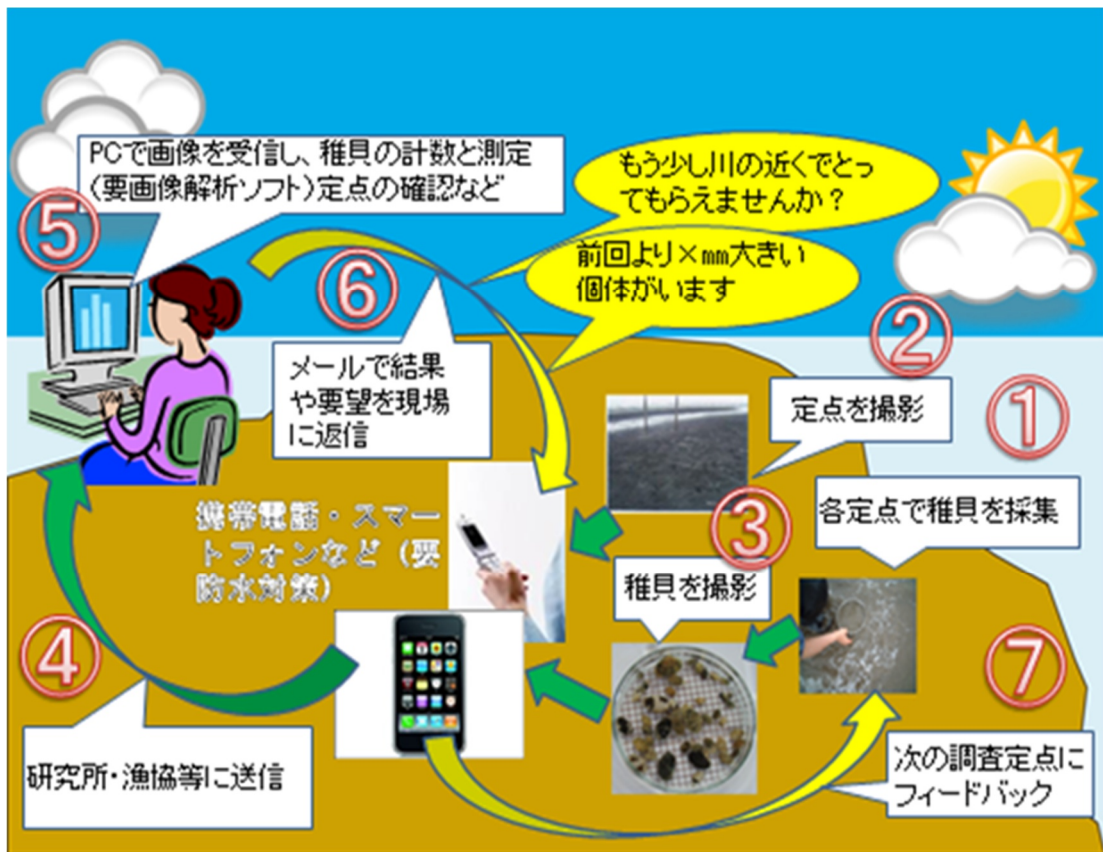 PCで画像を受信し、稚貝の計数と測定
(要画像解析ソフト)定点の確認など
もう少し川の近くでとっ
てもらえませんか？
⑤
前回より×㎜大きい
個体がいます
⑥
②
メールで結果
や要望を現場
に返信
定点を撮影
①
携帯電話・スマー
トフォンなど（要
防水対策）
③
各定点で稚貝を採集
稚貝を撮影
④
⑦
研究所・漁協等に送信
次の調査定点に
フィードバック